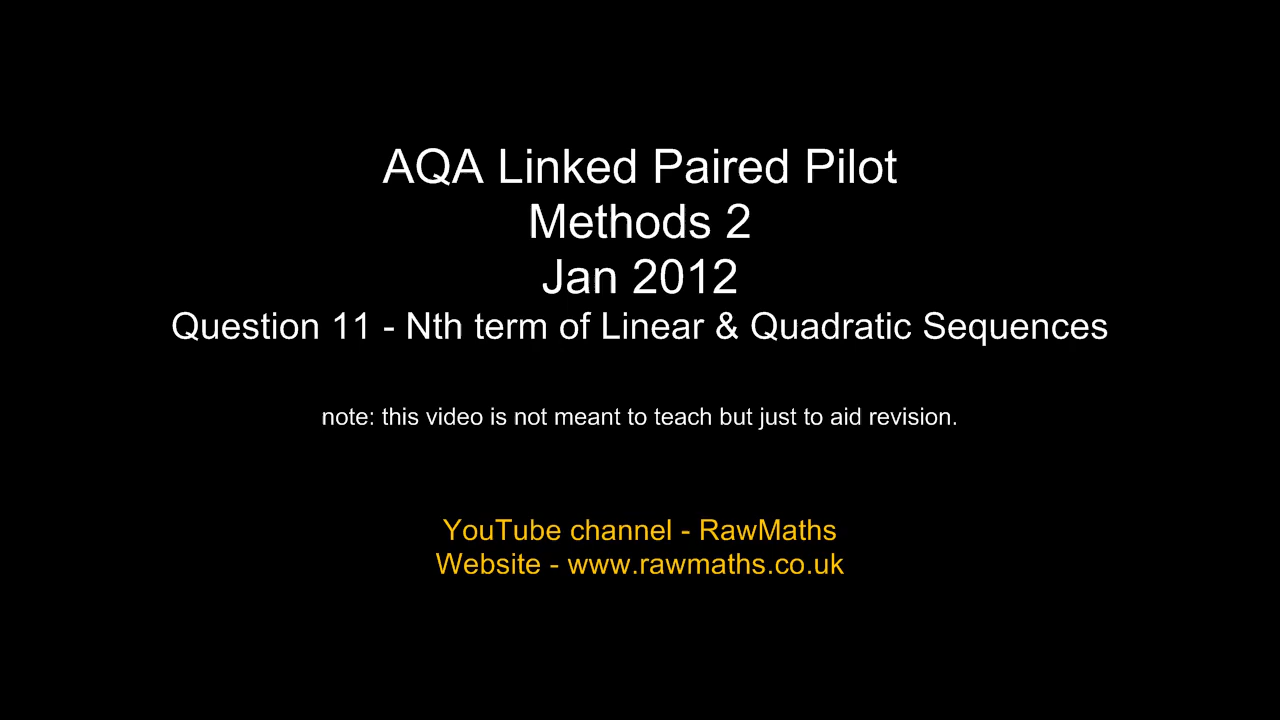 AQA Linked Paired Pilot
Methods 2
Jan 2012
Question 11 - Nth term of Linear & Quadratic Sequences
note: this video is not meant to teach but just to aid revision.
YouTube channel - RawMaths
Website - www.rawmaths.co.uk